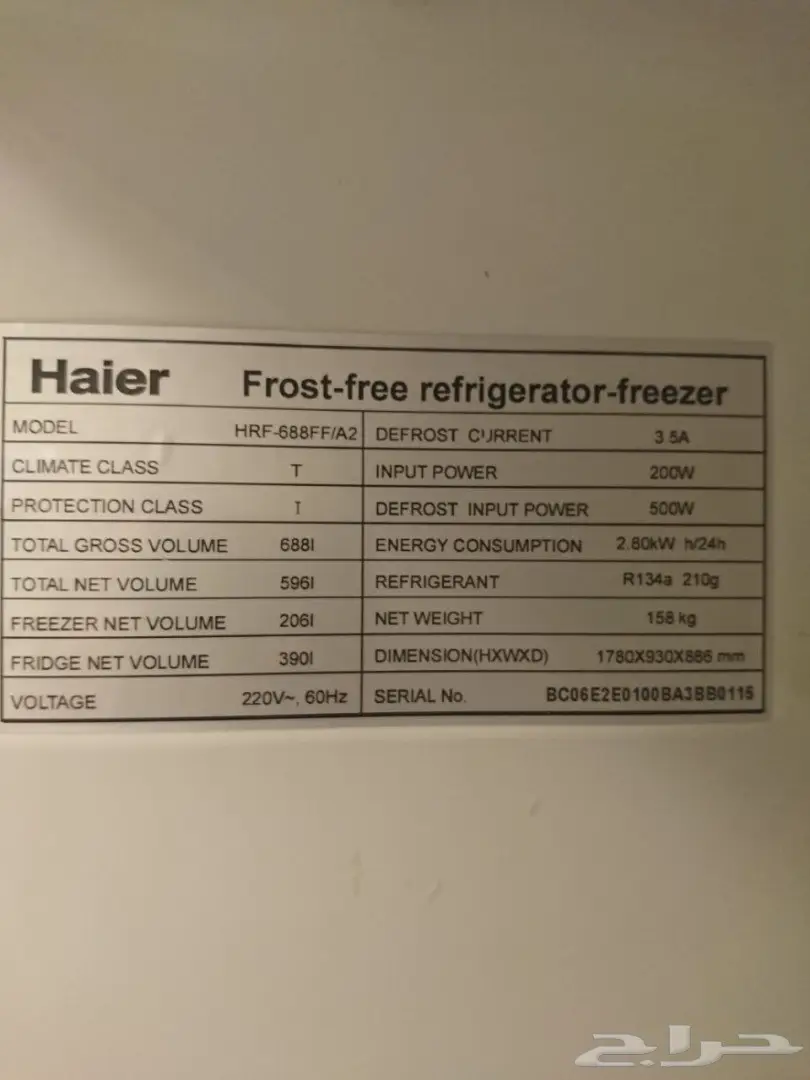 Haier Frost-free refrigerator-freezer
MODEL HRF-688FF/A2 DEFROST CURRENT 3.5A
CLIMATE CLASS T INPUT POWER 200W
PROTECTION CLASS I DEFROST INPUT POWER 500W
TOTAL GROSS VOLUME 688l ENERGY CONSUMPTION 2.80kW h/24h
TOTAL NET VOLUME 596l REFRIGERANT R134a 210g
FREEZER NET VOLUME 206l NET WEIGHT 158 kg
FRIDGE NET VOLUME 390l DIMENSION(HXWXD) 1780X930X886 mm
VOLTAGE 220V~, 60Hz SERIAL No. BC06E2E0100BA3BB0115
حراج